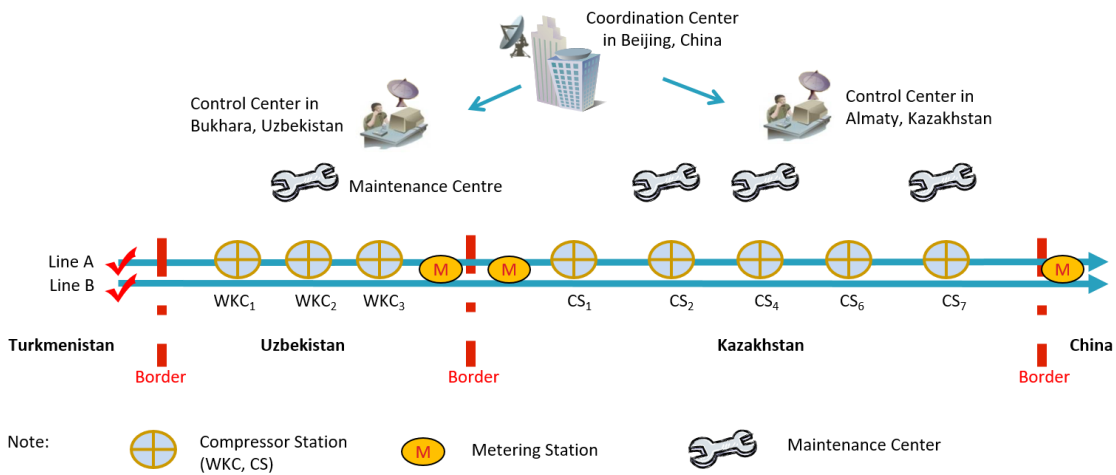 Coordination Center
in Beijing, China
Control Center in
Bukhara, Uzbekistan
Control Center in
Almaty, Kazakhstan
Maintenance Centre
Line A
M M M
Line B
WKC₁ WKC₂ WKC₃ CS₁ CS₂ CS₄ CS₆ CS₇
Turkmenistan Uzbekistan Kazakhstan China
Border Border Border
Note: Compressor Station
(WKC, CS)
M Metering Station
Maintenance Center